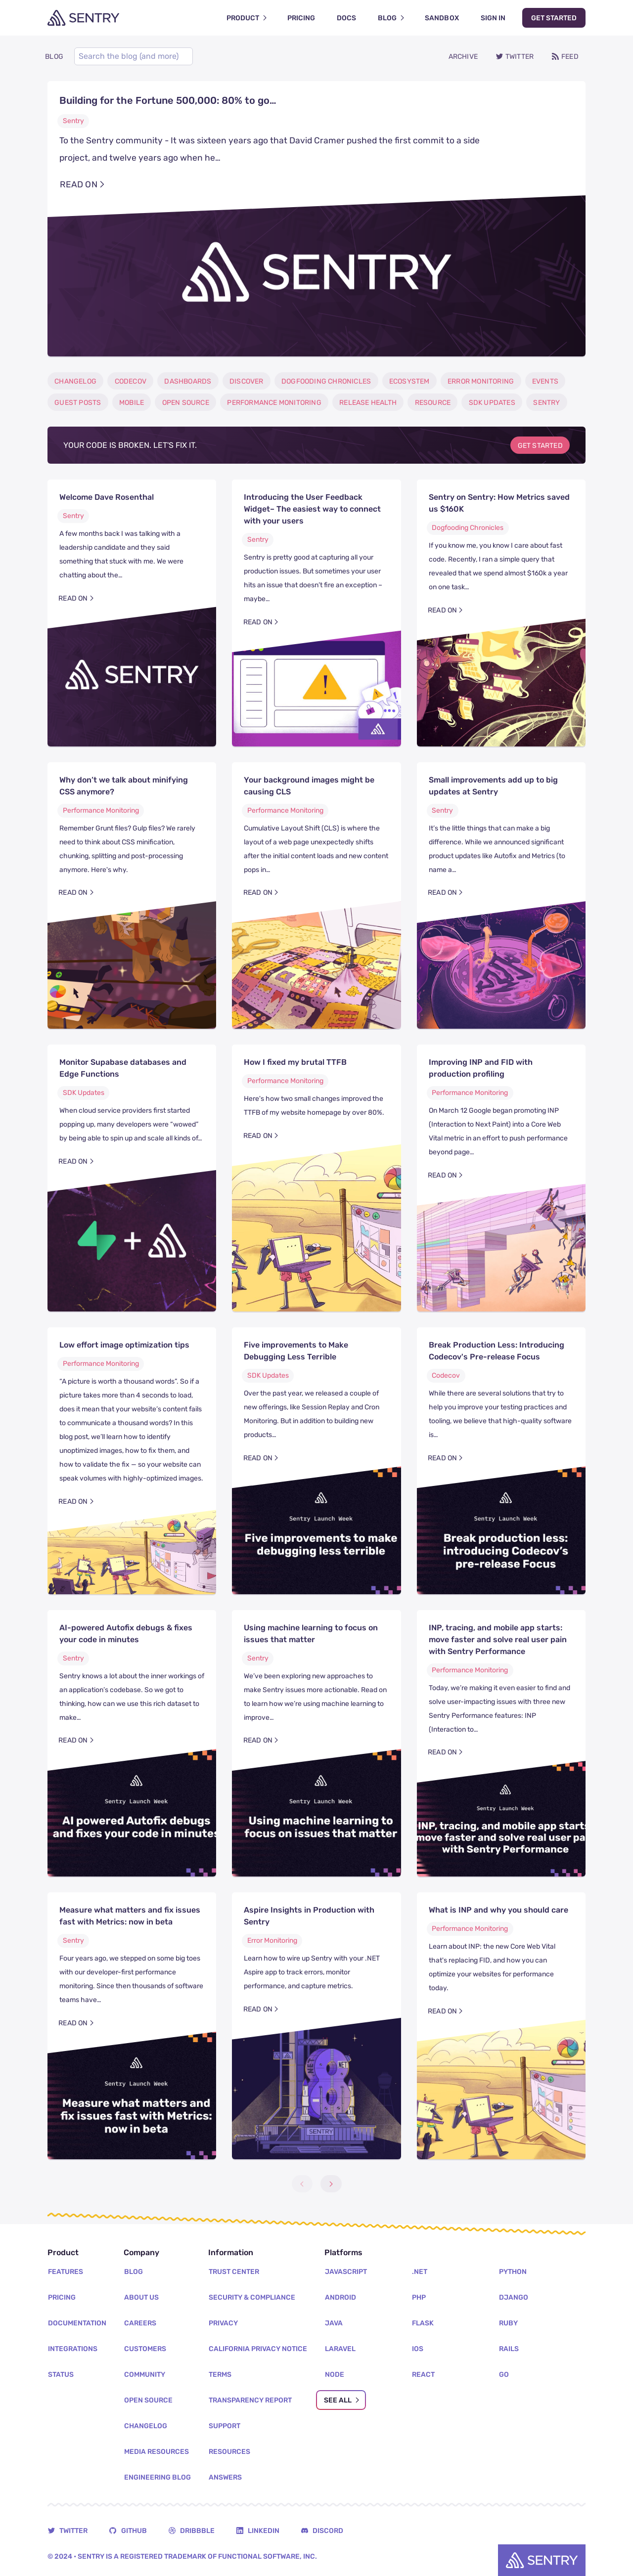 SENTRY
PRODUCT
PRICING
DOCS
BLOG
SANDBOX
SIGN IN
GET STARTED
BLOG
Search the blog (and more)
ARCHIVE
TWITTER
FEED
Building for the Fortune 500,000: 80% to go…
Sentry
To the Sentry community - It was sixteen years ago that David Cramer pushed the first commit to a side
project, and twelve years ago when he…
READ ON
SENTRY
CHANGELOG
CODECOV
DASHBOARDS
DISCOVER
DOGFOODING CHRONICLES
ECOSYSTEM
ERROR MONITORING
EVENTS
GUEST POSTS
MOBILE
OPEN SOURCE
PERFORMANCE MONITORING
RELEASE HEALTH
RESOURCE
SDK UPDATES
SENTRY
YOUR CODE IS BROKEN. LET'S FIX IT.
GET STARTED
Welcome Dave Rosenthal
Sentry
A few months back I was talking with a
leadership candidate and they said
something that stuck with me. We were
chatting about the…
READ ON
SENTRY
Introducing the User Feedback
Widget– The easiest way to connect
with your users
Sentry
Sentry is pretty good at capturing all your
production issues. But sometimes your user
hits an issue that doesn't fire an exception –
maybe…
READ ON
Sentry on Sentry: How Metrics saved
us $160K
Dogfooding Chronicles
If you know me, you know I care about fast
code. Recently, I ran a simple query that
revealed that we spend almost $160k a year
on one task…
READ ON
Why don't we talk about minifying
CSS anymore?
Performance Monitoring
Remember Grunt files? Gulp files? We rarely
need to think about CSS minification,
chunking, splitting and post-processing
anymore. Here's why.
READ ON
Your background images might be
causing CLS
Performance Monitoring
Cumulative Layout Shift (CLS) is where the
layout of a web page unexpectedly shifts
after the initial content loads and new content
pops in…
READ ON
Small improvements add up to big
updates at Sentry
Sentry
It's the little things that can make a big
difference. While we announced significant
product updates like Autofix and Metrics (to
name a…
READ ON
Monitor Supabase databases and
Edge Functions
SDK Updates
When cloud service providers first started
popping up, many developers were "wowed"
by being able to spin up and scale all kinds of…
READ ON
How I fixed my brutal TTFB
Performance Monitoring
Here's how two small changes improved the
TTFB of my website homepage by over 80%.
READ ON
Improving INP and FID with
production profiling
Performance Monitoring
On March 12 Google began promoting INP
(Interaction to Next Paint) into a Core Web
Vital metric in an effort to push performance
beyond page…
READ ON
Low effort image optimization tips
Performance Monitoring
"A picture is worth a thousand words". So if a
picture takes more than 4 seconds to load,
does it mean that your website's content fails
to communicate a thousand words? In this
blog post, we'll learn how to identify
unoptimized images, how to fix them, and
how to validate the fix — so your website can
speak volumes with highly-optimized images.
READ ON
Five improvements to Make
Debugging Less Terrible
SDK Updates
Over the past year, we released a couple of
new offerings, like Session Replay and Cron
Monitoring. But in addition to building new
products…
READ ON
Sentry Launch Week
Five improvements to make
debugging less terrible
Break Production Less: Introducing
Codecov's Pre-release Focus
Codecov
While there are several solutions that try to
help you improve your testing practices and
tooling, we believe that high-quality software
is…
READ ON
Sentry Launch Week
Break production less:
introducing Codecov's
pre-release Focus
AI-powered Autofix debugs & fixes
your code in minutes
Sentry
Sentry knows a lot about the inner workings of
an application's codebase. So we got to
thinking, how can we use this rich dataset to
make…
READ ON
Sentry Launch Week
AI powered Autofix debugs
and fixes your code in minutes
Using machine learning to focus on
issues that matter
Sentry
We've been exploring new approaches to
make Sentry issues more actionable. Read on
to learn how we're using machine learning to
improve…
READ ON
Sentry Launch Week
Using machine learning to
focus on issues that matter
INP, tracing, and mobile app starts:
move faster and solve real user pain
with Sentry Performance
Performance Monitoring
Today, we're making it even easier to find and
solve user-impacting issues with three new
Sentry Performance features: INP
(Interaction to…
READ ON
Sentry Launch Week
INP, tracing, and mobile app starts
move faster and solve real user pa
with Sentry Performance
Measure what matters and fix issues
fast with Metrics: now in beta
Sentry
Four years ago, we stepped on some big toes
with our developer-first performance
monitoring. Since then thousands of software
teams have…
READ ON
Sentry Launch Week
Measure what matters and
fix issues fast with Metrics:
now in beta
Aspire Insights in Production with
Sentry
Error Monitoring
Learn how to wire up Sentry with your .NET
Aspire app to track errors, monitor
performance, and capture metrics.
READ ON
SENTRY
What is INP and why you should care
Performance Monitoring
Learn about INP: the new Core Web Vital
that's replacing FID, and how you can
optimize your websites for performance
today.
READ ON
Product
FEATURES
PRICING
DOCUMENTATION
INTEGRATIONS
STATUS
Company
BLOG
ABOUT US
CAREERS
CUSTOMERS
COMMUNITY
OPEN SOURCE
CHANGELOG
MEDIA RESOURCES
ENGINEERING BLOG
Information
TRUST CENTER
SECURITY & COMPLIANCE
PRIVACY
CALIFORNIA PRIVACY NOTICE
TERMS
TRANSPARENCY REPORT
SUPPORT
RESOURCES
ANSWERS
Platforms
JAVASCRIPT
ANDROID
JAVA
LARAVEL
NODE
.NET
PHP
FLASK
IOS
REACT
PYTHON
DJANGO
RUBY
RAILS
GO
SEE ALL
TWITTER
GITHUB
DRIBBBLE
LINKEDIN
DISCORD
© 2024 • SENTRY IS A REGISTERED TRADEMARK OF FUNCTIONAL SOFTWARE, INC.
SENTRY